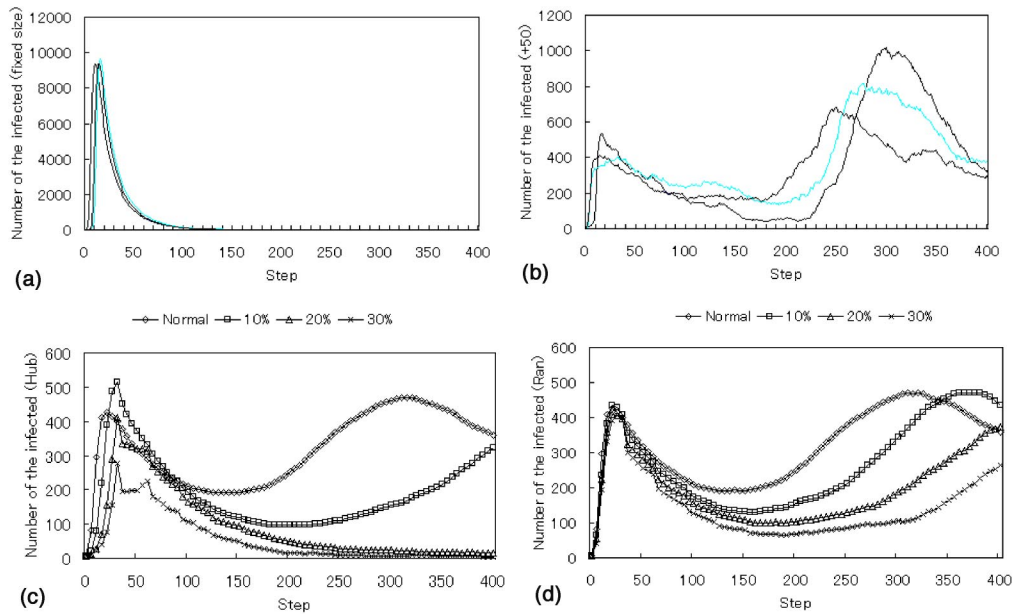 Number of the infected (fixed size)
12000
10000
8000
6000
4000
2000
0
0 50 100 150 200 250 300 350 400
Step
(a)
Number of the infected (+50)
1200
1000
800
600
400
200
0
0 50 100 150 200 250 300 350 400
Step
(b)
Normal 10% 20% 30%
Number of the infected (Hub)
600
500
400
300
200
100
0
0 50 100 150 200 250 300 350 400
Step
(c)
Normal 10% 20% 30%
Number of the infected (Ran)
600
500
400
300
200
100
0
0 50 100 150 200 250 300 350 400
Step
(d)